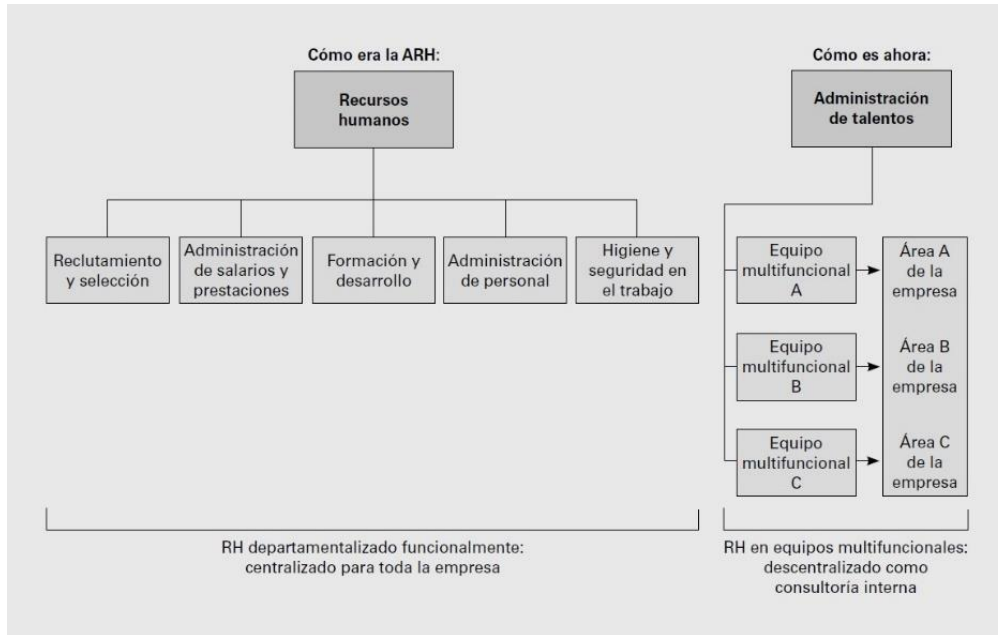 Cómo era la ARH:
Recursos
humanos
Reclutamiento
y selección
Administración
de salarios y
prestaciones
Formación y
desarrollo
Administración
de personal
Higiene y
seguridad en
el trabajo
RH departamentalizado funcionalmente:
centralizado para toda la empresa
Cómo es ahora:
Administración
de talentos
Equipo
multifuncional
A
Área A
de la
empresa
Equipo
multifuncional
B
Área B
de la
empresa
Equipo
multifuncional
C
Área C
de la
empresa
RH en equipos multifuncionales:
descentralizado como
consultoría interna